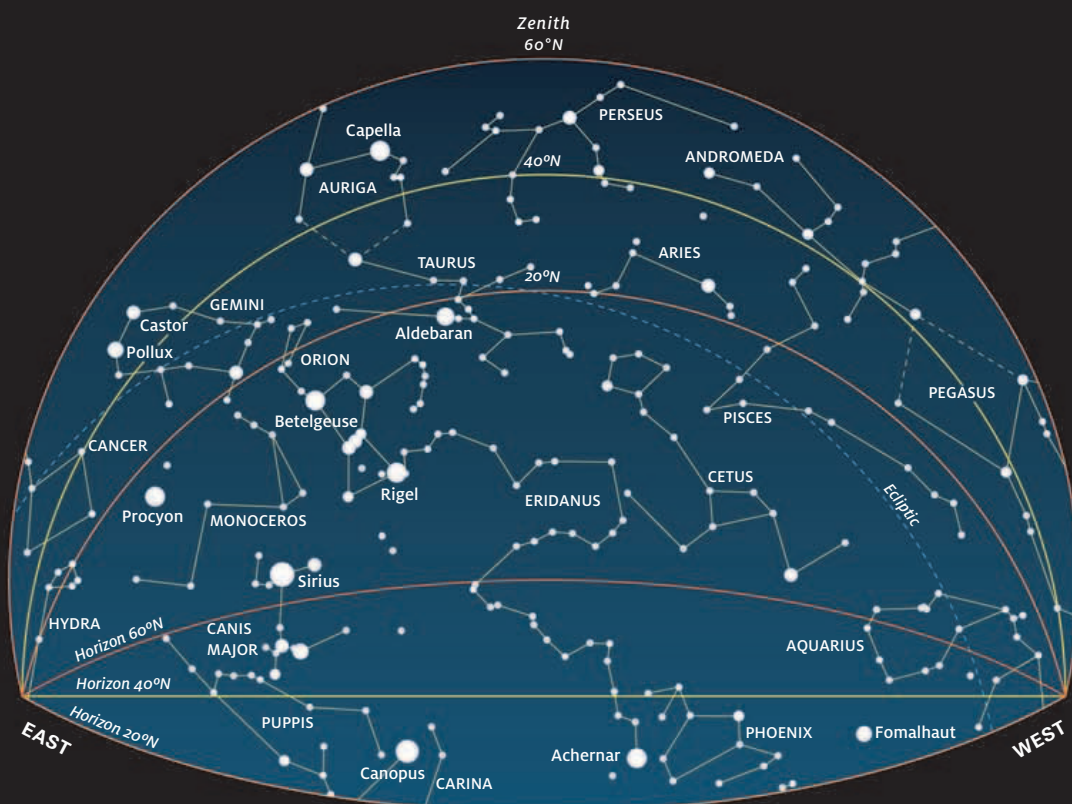 Zenith
60°N
PERSEUS
Capella
ANDROMEDA
40°N
AURIGA
TAURUS
ARIES
20°N
GEMINI
Castor
Aldebaran
Pollux
ORION
PEGASUS
Betelgeuse
PISCES
CANCER
CETUS
Rigel
ERIDANUS
Ecliptic
Procyon
MONOCEROS
Sirius
HYDRA
Horizon 60°N
CANIS
MAJOR
AQUARIUS
Horizon 40°N
Horizon 20°N
EAST
PUPPIS
PHOENIX
Fomalhaut
WEST
Achernar
Canopus
CARINA